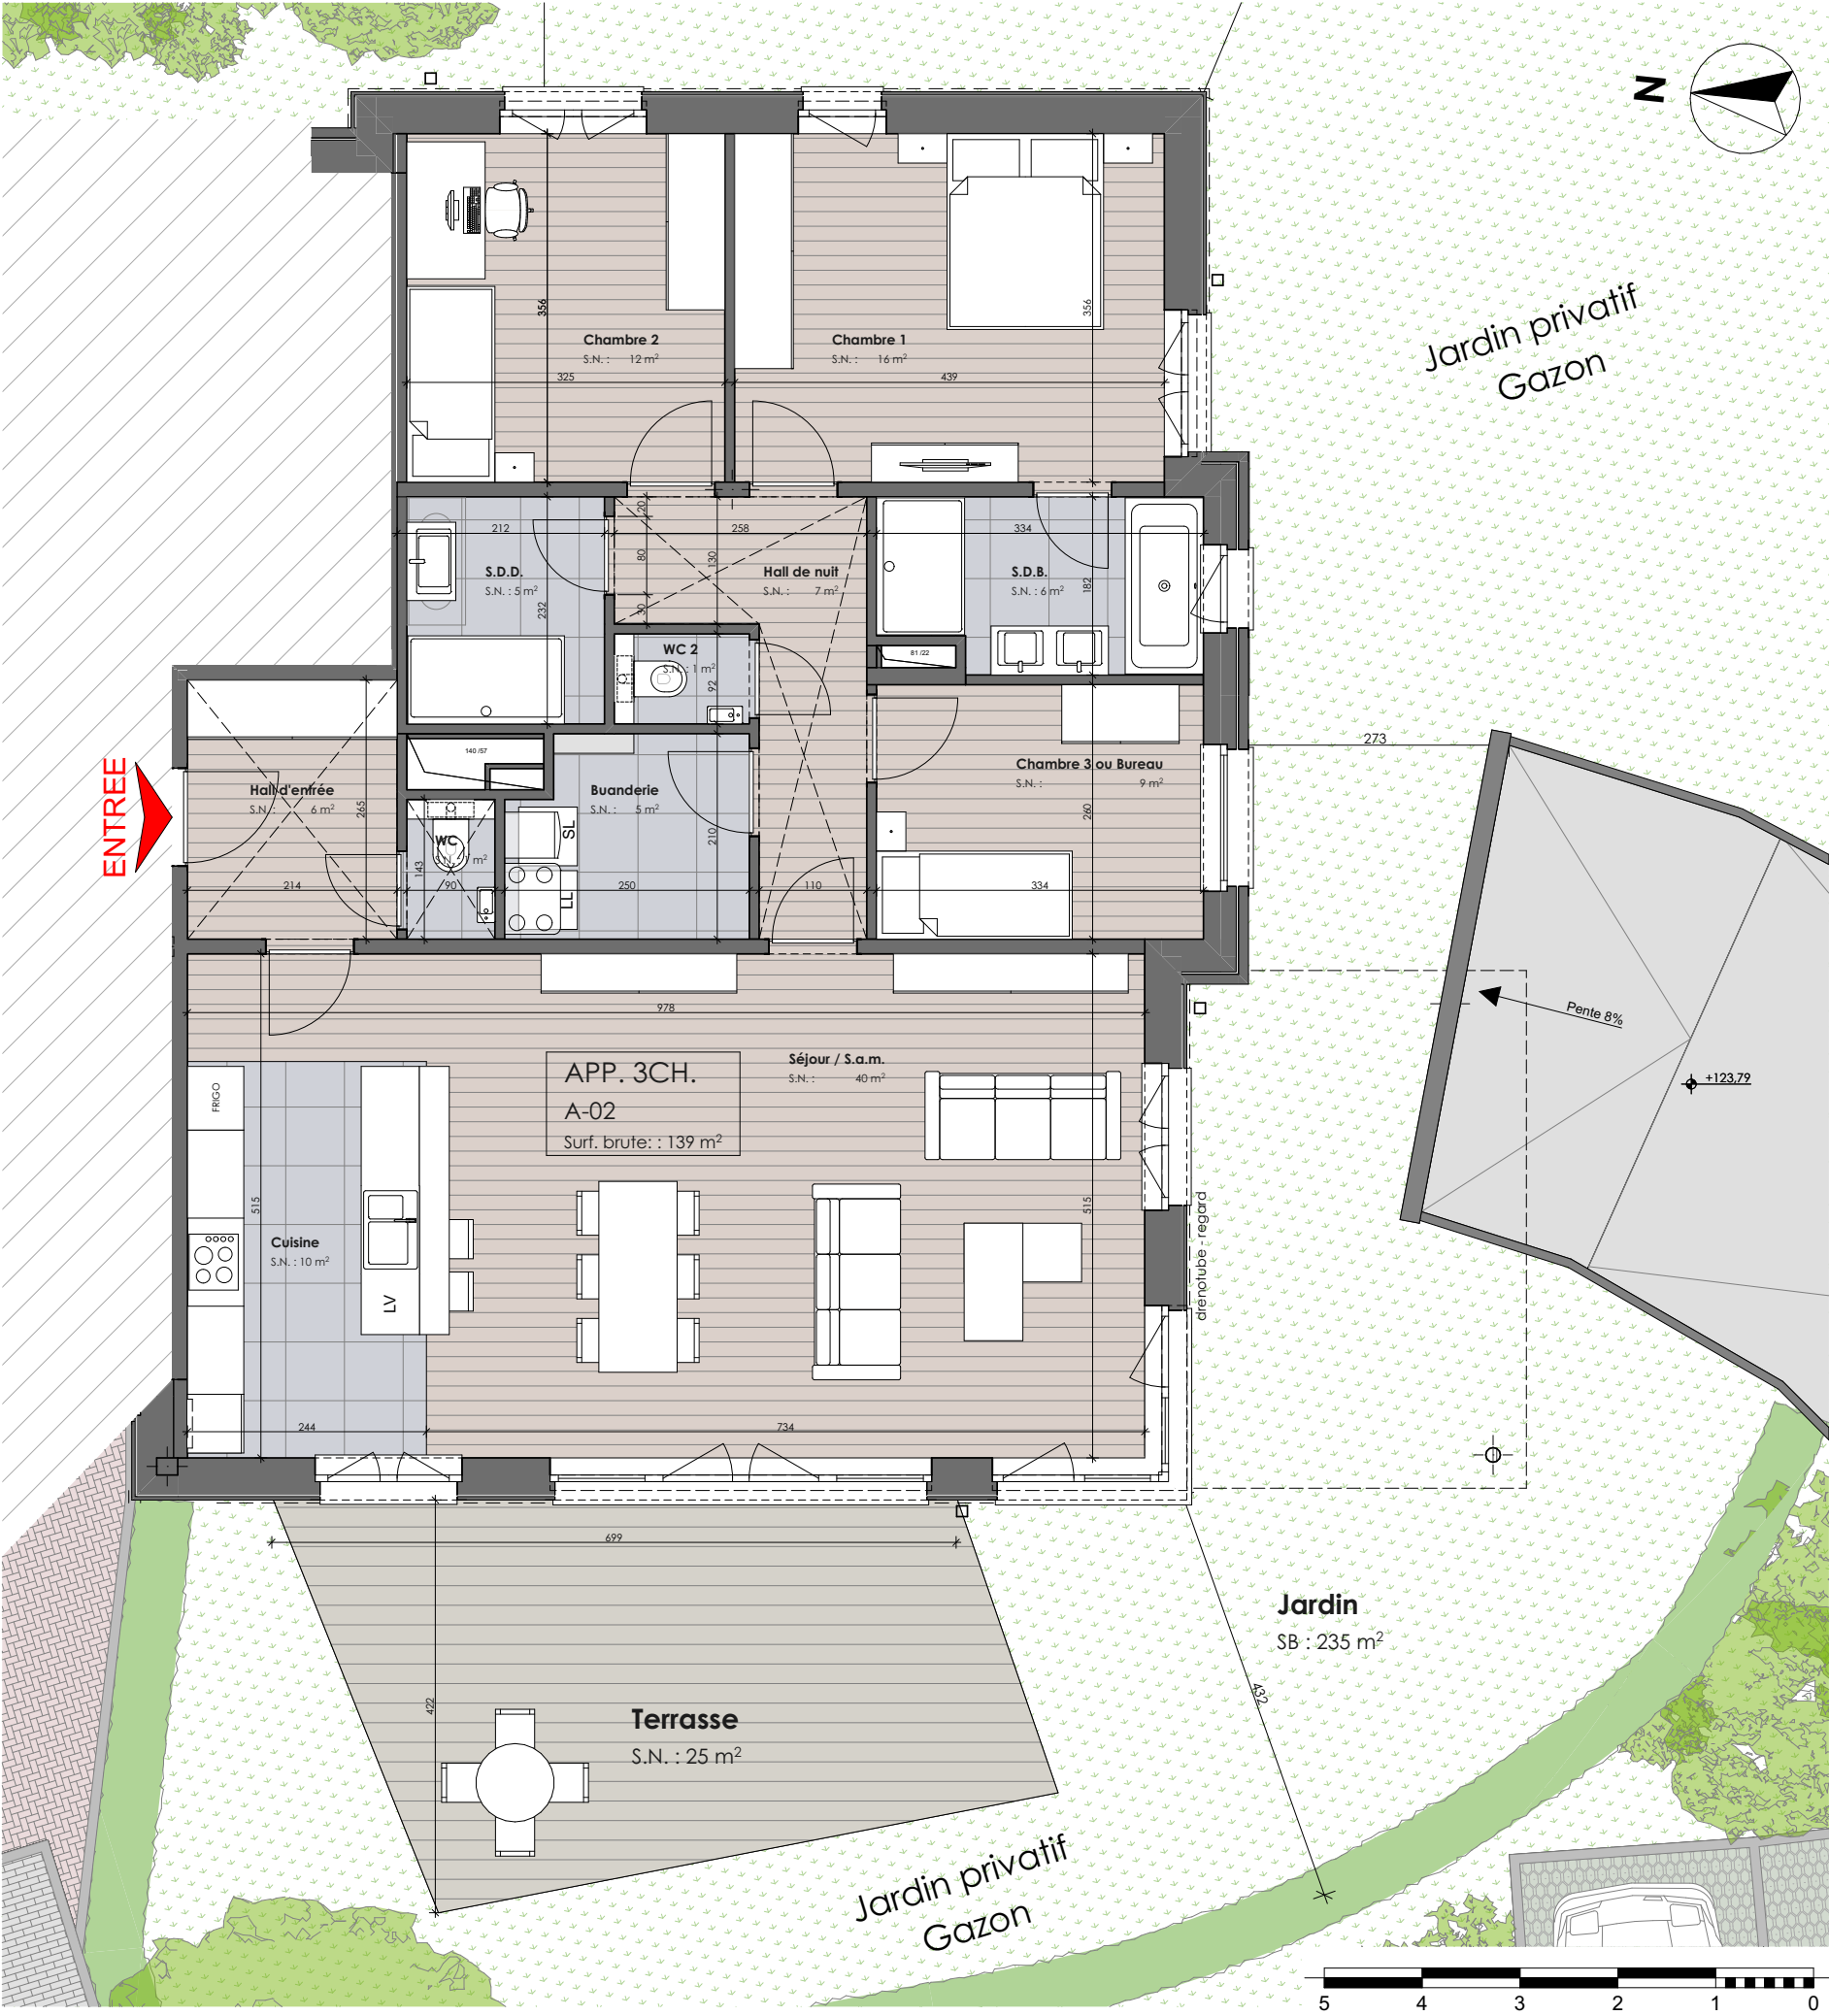 N
Jardin privatif
Gazon
356
356
Chambre 2
S.N. : 12 m²
Chambre 1
S.N. : 16 m²
325
439
212
20
258
334
80
130
S.D.D.
S.N. : 5 m²
Hall de nuit
S.N. : 7 m²
S.D.B.
S.N. : 6 m²
182
232
30
WC 2
S.N. : 1 m²
92
81 /22
ENTREE
140 /57
Hall d'entrée
S.N. : 6 m²
265
Buanderie
S.N. : 5 m²
Chambre 3 ou Bureau
S.N. : 9 m²
273
260
WC
S.N. m²
143
SL
LL
210
214
90
250
110
334
978
Pente 8%
+123,79
Séjour / S.a.m.
S.N. : 40 m²
APP. 3CH.
A-02
Surf. brute: : 139 m²
FRIGO
515
515
drenotube - regard
Cuisine
S.N. : 10 m²
LV
244
734
699
Jardin
SB : 235 m²
432
422
Terrasse
S.N. : 25 m²
Jardin privatif
Gazon
5 4 3 2 1 0